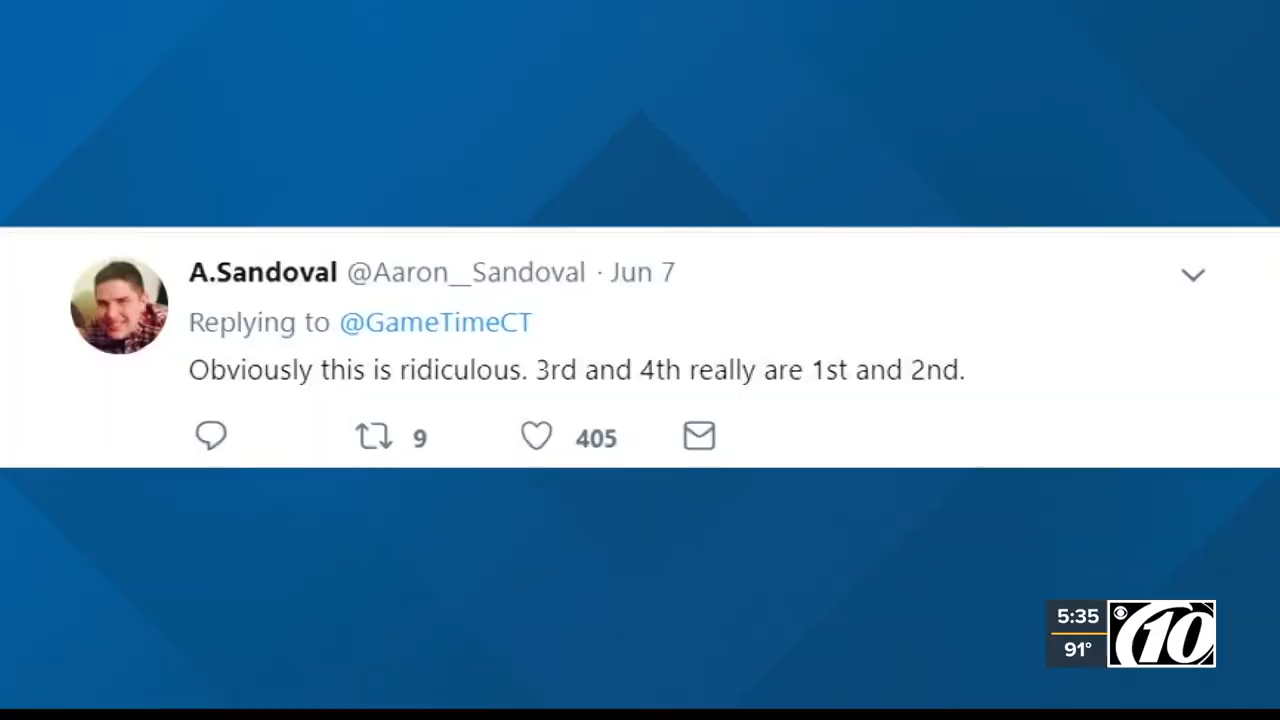 A.Sandoval @Aaron__Sandoval · Jun 7
Replying to @GameTimeCT
Obviously this is ridiculous. 3rd and 4th really are 1st and 2nd.
9 405
5:35
91°
10